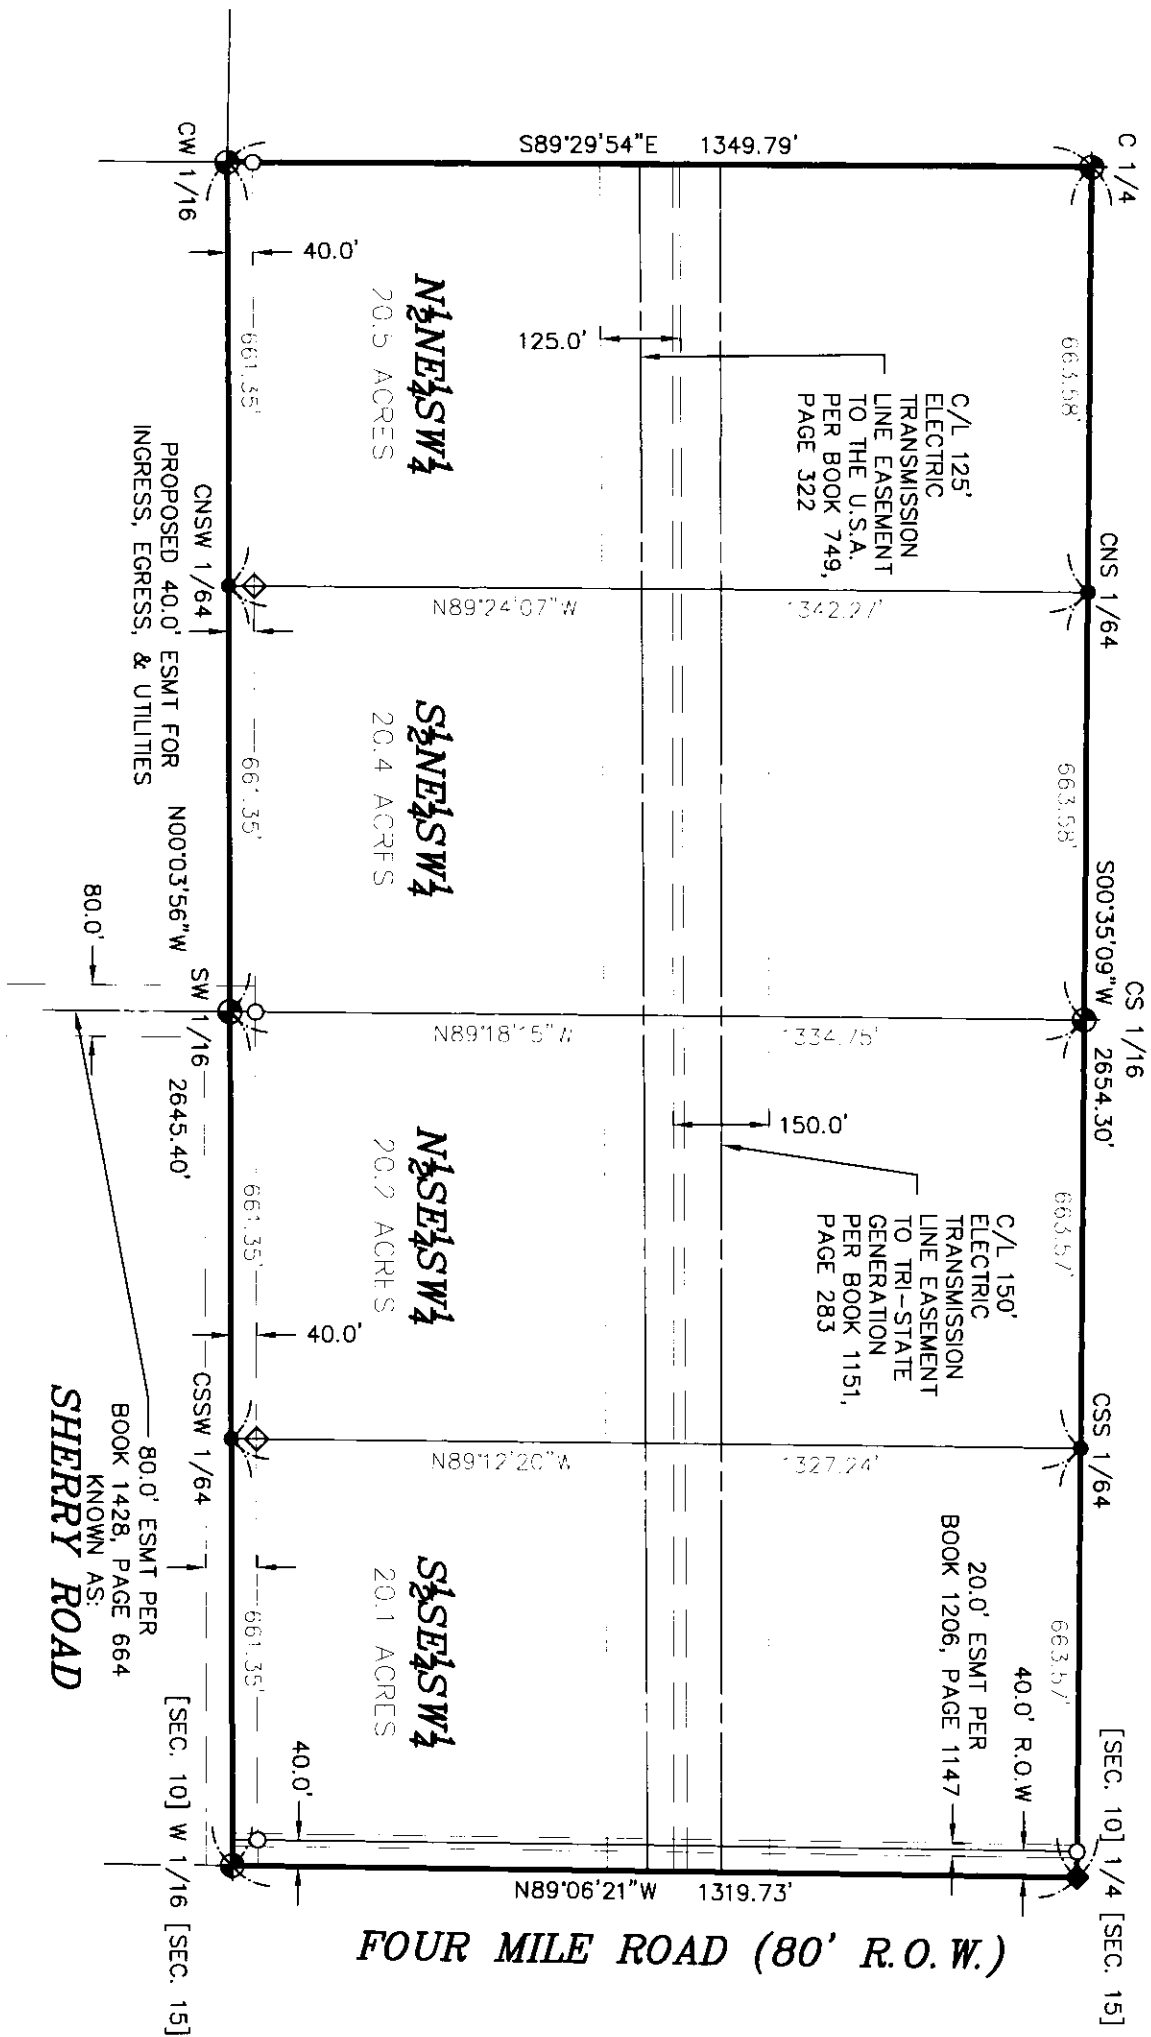 C 1/4
S89°29'54"E 1349.79'
CW 1/16
40.0'
661.35'
N½NE¼SW¼
20.5 ACRES
125.0'
C/L 125'
ELECTRIC
TRANSMISSION
LINE EASEMENT
TO THE U.S.A.
PER BOOK 749,
PAGE 322
663.58'
CNS 1/64
N89°24'07"W 1342.27'
CNSW 1/64
PROPOSED 40.0' ESMT FOR
INGRESS, EGRESS, & UTILITIES
661.35'
S½NE¼SW¼
20.4 ACRES
663.58'
S00°35'09"W 2654.30'
CS 1/16
N00°03'56"W 2645.40'
80.0'
SW 1/16
N89°18'15"W 1334.75'
150.0'
C/L 150'
ELECTRIC
TRANSMISSION
LINE EASEMENT
TO TRI-STATE
GENERATION
PER BOOK 1151,
PAGE 283
663.57'
N½SE¼SW¼
20.2 ACRES
661.35'
40.0'
CSS 1/64
N89°12'20"W 1327.24'
CSSW 1/64
80.0' ESMT PER
BOOK 1428, PAGE 664
KNOWN AS:
SHERRY ROAD
661.35'
S½SE¼SW¼
20.1 ACRES
20.0' ESMT PER
BOOK 1206, PAGE 1147
40.0' R.O.W
663.57'
40.0'
[SEC. 10] 1/4 [SEC. 15]
N89°06'21"W 1319.73'
[SEC. 10] W 1/16 [SEC. 15]
FOUR MILE ROAD (80' R.O.W.)